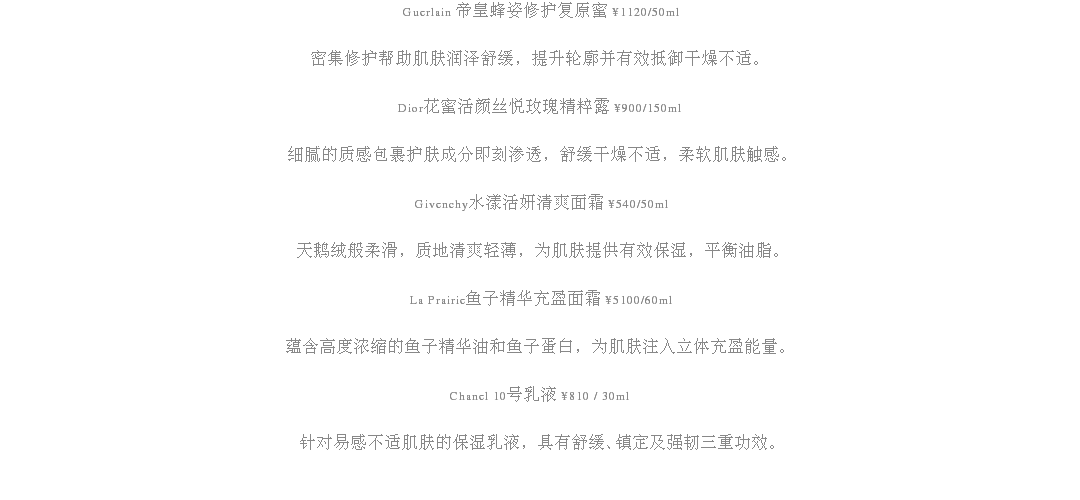 Guerlain 帝皇蜂姿修护复原蜜 ¥1120/50ml
密集修护帮助肌肤润泽舒缓，提升轮廓并有效抵御干燥不适。
Dior花蜜活颜丝悦玫瑰精粹露 ¥900/150ml
细腻的质感包裹护肤成分即刻渗透，舒缓干燥不适，柔软肌肤触感。
Givenchy水漾活妍清爽面霜 ¥540/50ml
天鹅绒般柔滑，质地清爽轻薄，为肌肤提供有效保湿，平衡油脂。
La Prairie鱼子精华充盈面霜 ¥5100/60ml
蕴含高度浓缩的鱼子精华油和鱼子蛋白，为肌肤注入立体充盈能量。
Chanel 10号乳液 ¥810 / 30ml
针对易感不适肌肤的保湿乳液，具有舒缓、镇定及强韧三重功效。